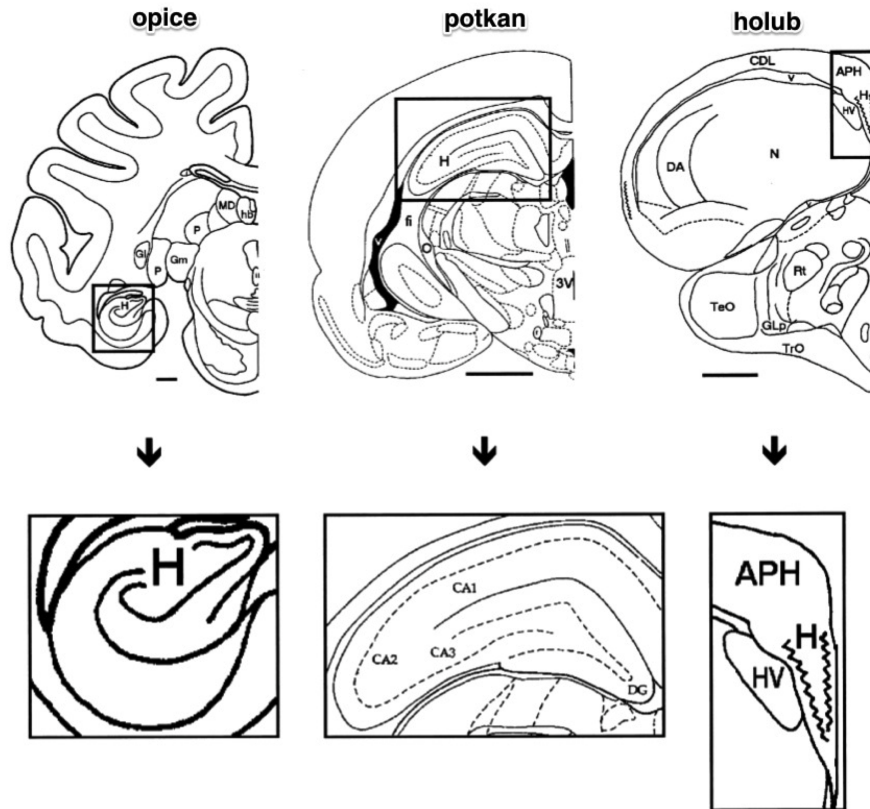 opice
potkan
holub
MD
hb
P
Gl
P
Gm
H
H
fi
V
O
3V
CDL
V
APH
H
HV
DA
N
Rt
TeO
GLp
TrO
H
CA1
CA2
CA3
DG
APH
H
HV